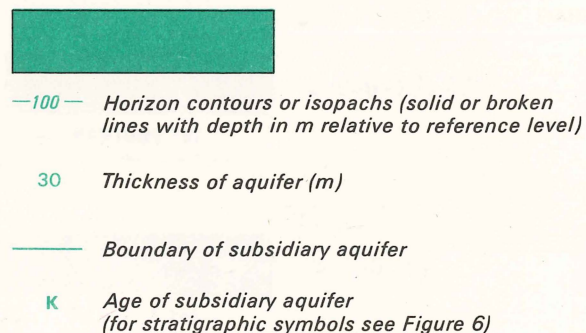 —100— Horizon contours or isopachs (solid or broken
lines with depth in m relative to reference level)
30 Thickness of aquifer (m)
Boundary of subsidiary aquifer
K Age of subsidiary aquifer
(for stratigraphic symbols see Figure 6)